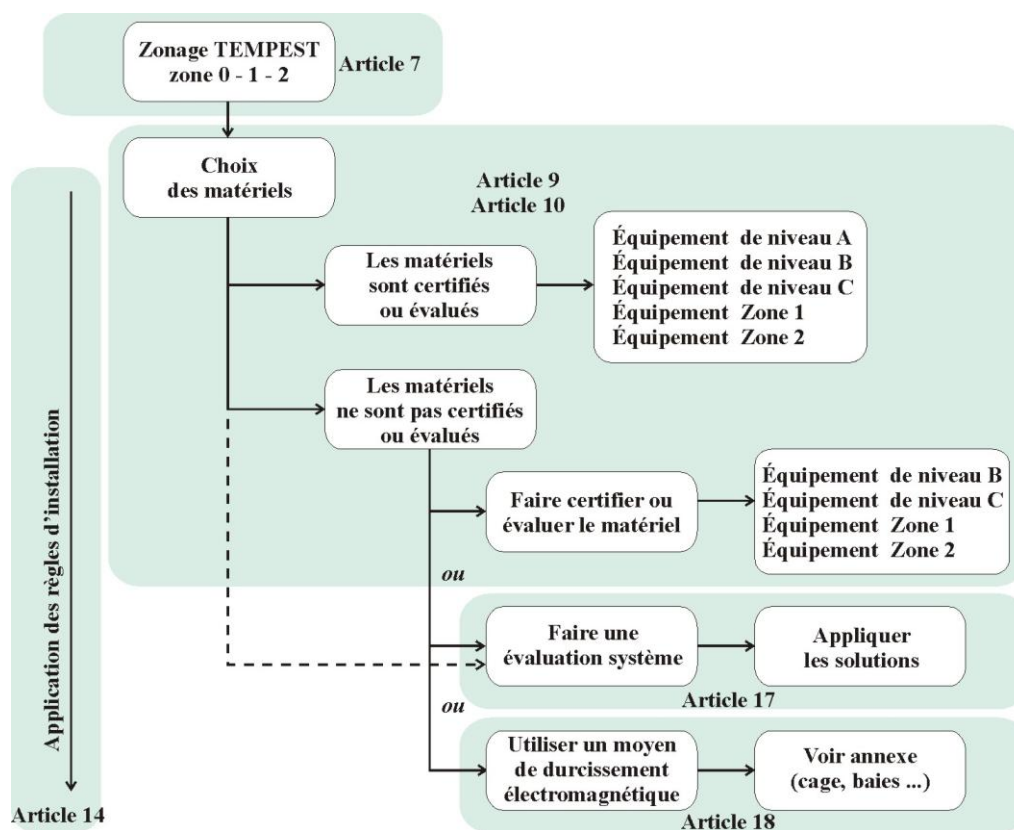 Zonage TEMPEST
zone 0 - 1 - 2
Article 7
Choix
des matériels
Article 9
Article 10
Les matériels
sont certifiés
ou évalués
Équipement de niveau A
Équipement de niveau B
Équipement de niveau C
Équipement Zone 1
Équipement Zone 2
Les matériels
ne sont pas certifiés
ou évalués
Faire certifier ou
évaluer le matériel
Équipement de niveau B
Équipement de niveau C
Équipement Zone 1
Équipement Zone 2
ou
Faire une
évaluation système
Appliquer
les solutions
Article 17
ou
Utiliser un moyen
de durcissement
électromagnétique
Voir annexe
(cage, baies ...)
Article 18
Application des règles d'installation
Article 14